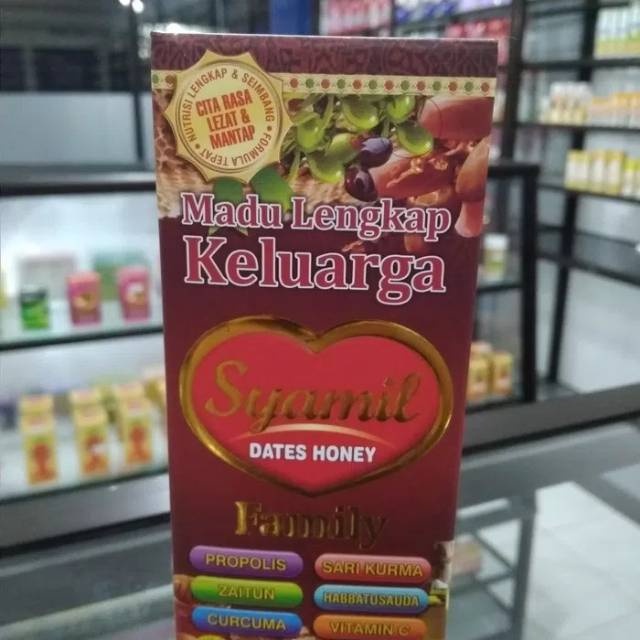 NUTRISI LENGKAP & SEIMBANG
CITA RASA
LEZAT &
MANTAP
FORMULA TEPAT
Madu Lengkap
Keluarga
Syamil
DATES HONEY
Family
PROPOLIS
SARI KURMA
ZAITUN
HABBATUSAUDA
CURCUMA
VITAMIN C